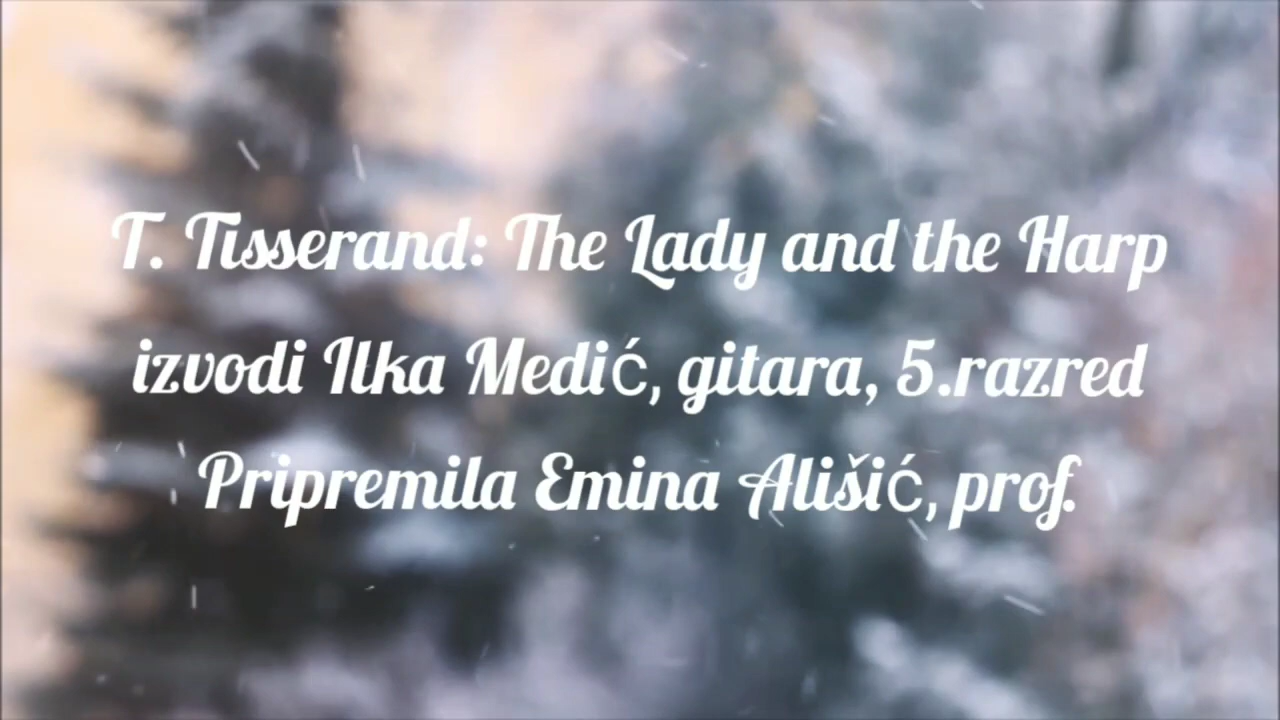 T. Tisserand: The Lady and the Harp
izvodi Ilka Medić, gitara, 5.razred
Pripremila Emina Ališić, prof.